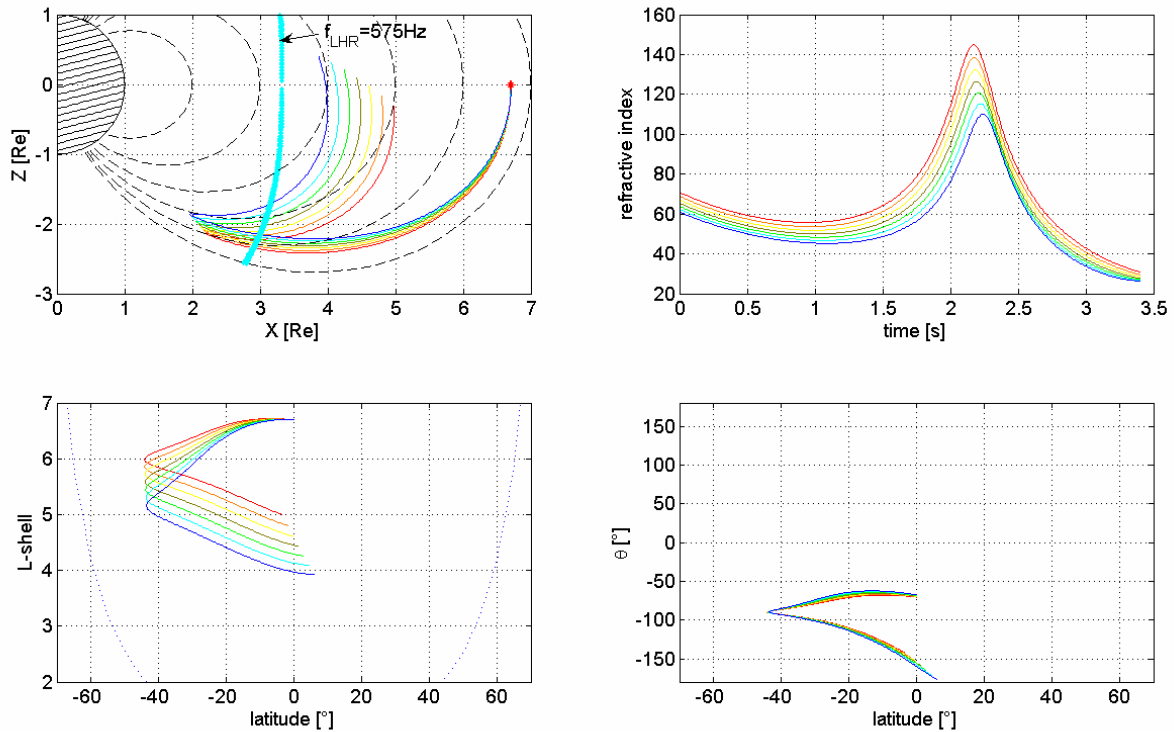 1
0
-1
-2
-3
Z [Re]
0 1 2 3 4 5 6 7
X [Re]
f_LHR=575Hz
160
140
120
100
80
60
40
20
refractive index
0 0.5 1 1.5 2 2.5 3 3.5
time [s]
7
6
5
4
3
2
L-shell
-60 -40 -20 0 20 40 60
latitude [°]
150
100
50
0
-50
-100
-150
θ [°]
-60 -40 -20 0 20 40 60
latitude [°]